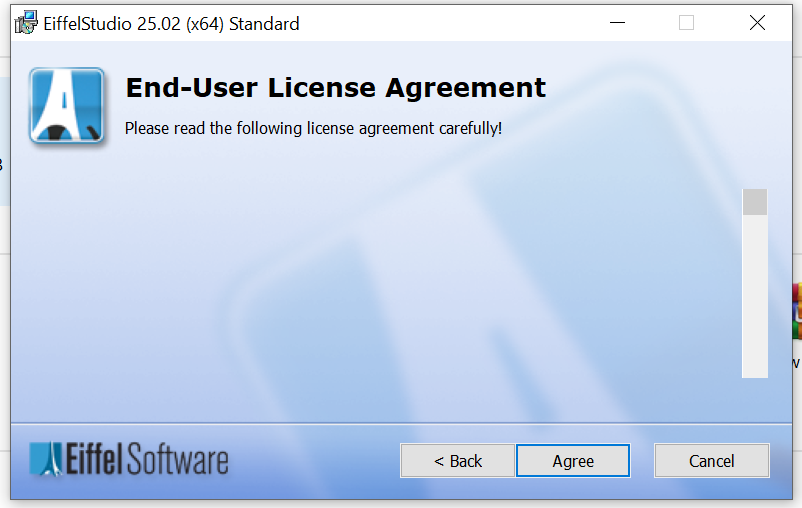 EiffelStudio 25.02 (x64) Standard
End-User License Agreement
Please read the following license agreement carefully!
Eiffel Software
< Back
Agree
Cancel